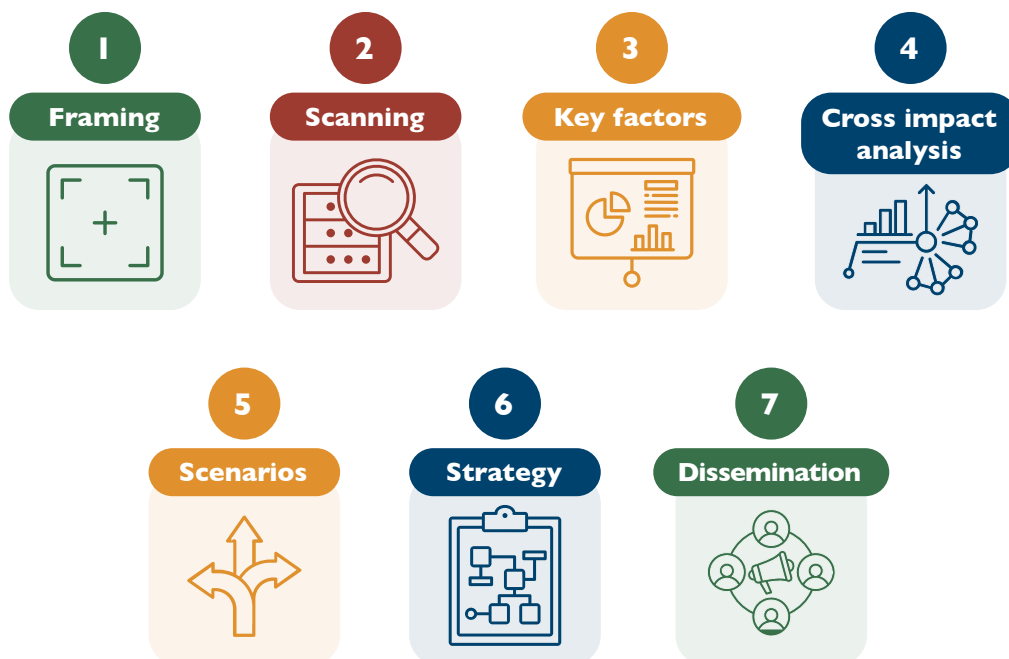 1
2
3
4
Framing
Scanning
Key factors
Cross impact
analysis
5
6
7
Scenarios
Strategy
Dissemination